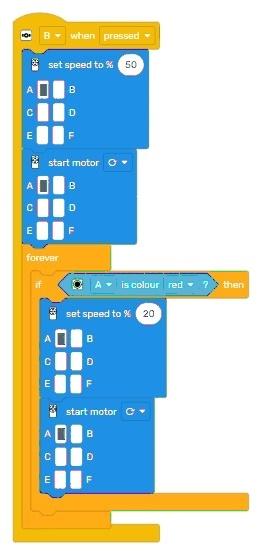 B when pressed
set speed to % 50
A B
C D
E F
start motor
A B
C D
E F
forever
if A is colour red ? then
set speed to % 20
A B
C D
E F
start motor
A B
C D
E F